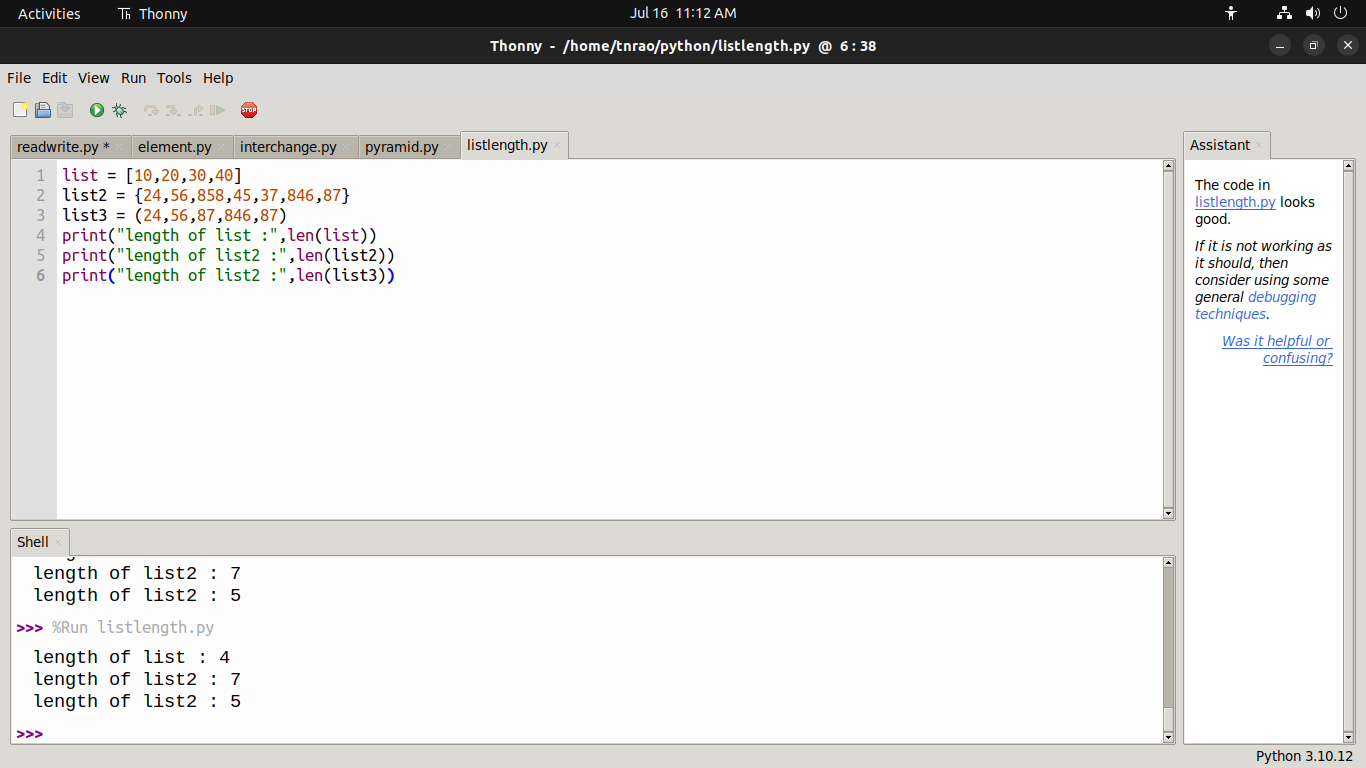 Activities Thonny Jul 16 11:12 AM
Thonny - /home/tnrao/python/listlength.py @ 6 : 38
File Edit View Run Tools Help
STOP
readwrite.py * element.py interchange.py pyramid.py listlength.py
1 list = [10,20,30,40]
2 list2 = {24,56,858,45,37,846,87}
3 list3 = (24,56,87,846,87)
4 print("length of list :",len(list))
5 print("length of list2 :",len(list2))
6 print("length of list2 :",len(list3))
Shell
length of list2 : 7
length of list2 : 5
>>> %Run listlength.py
length of list : 4
length of list2 : 7
length of list2 : 5
>>>
Assistant
The code in
listlength.py looks
good.
If it is not working as
it should, then
consider using some
general debugging
techniques.
Was it helpful or
confusing?
Python 3.10.12